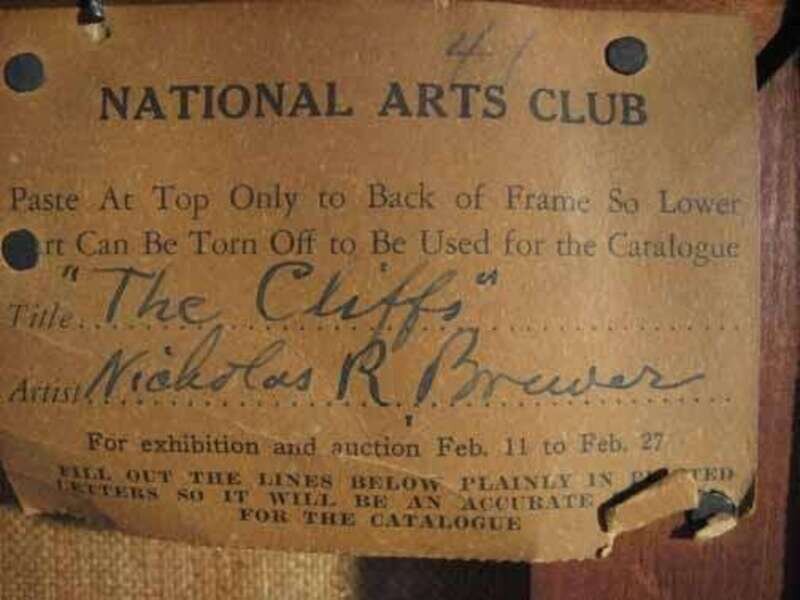 41
NATIONAL ARTS CLUB
Paste At Top Only to Back of Frame So Lower
Can Be Torn Off to Be Used for the Catalogue
Title "The Cliffs"
Artist Nicholas R Brewer
For exhibition and auction Feb. 11 to Feb. 27
FILL OUT THE LINES BELOW PLAINLY IN
LETTERS SO IT WILL BE AN ACCURATE
FOR THE CATALOGUE